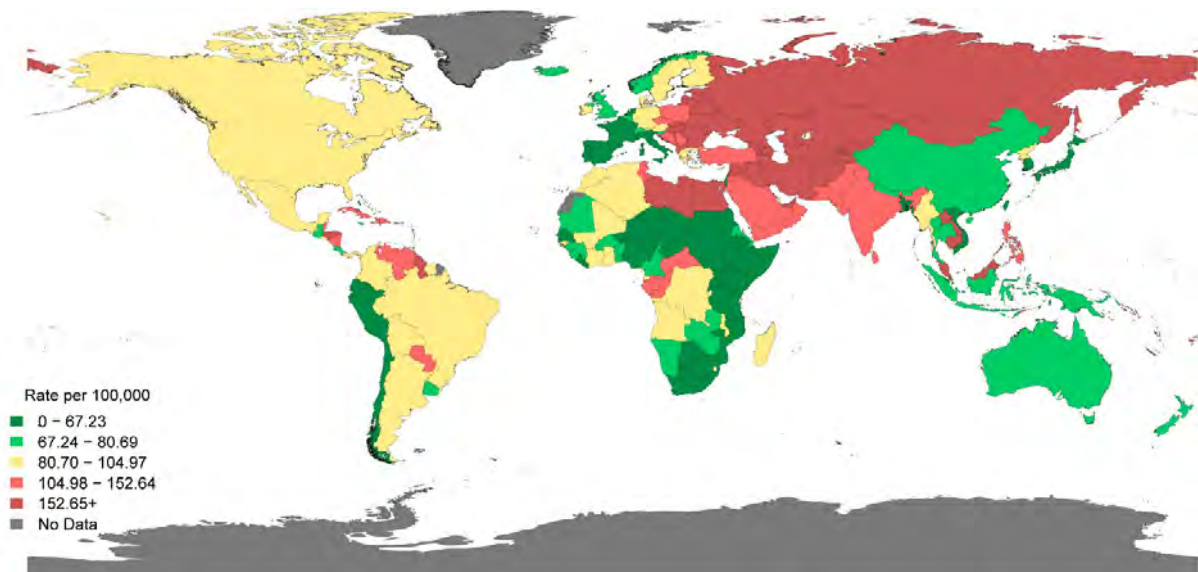 Rate per 100,000
0 – 67.23
67.24 – 80.69
80.70 – 104.97
104.98 – 152.64
152.65+
No Data